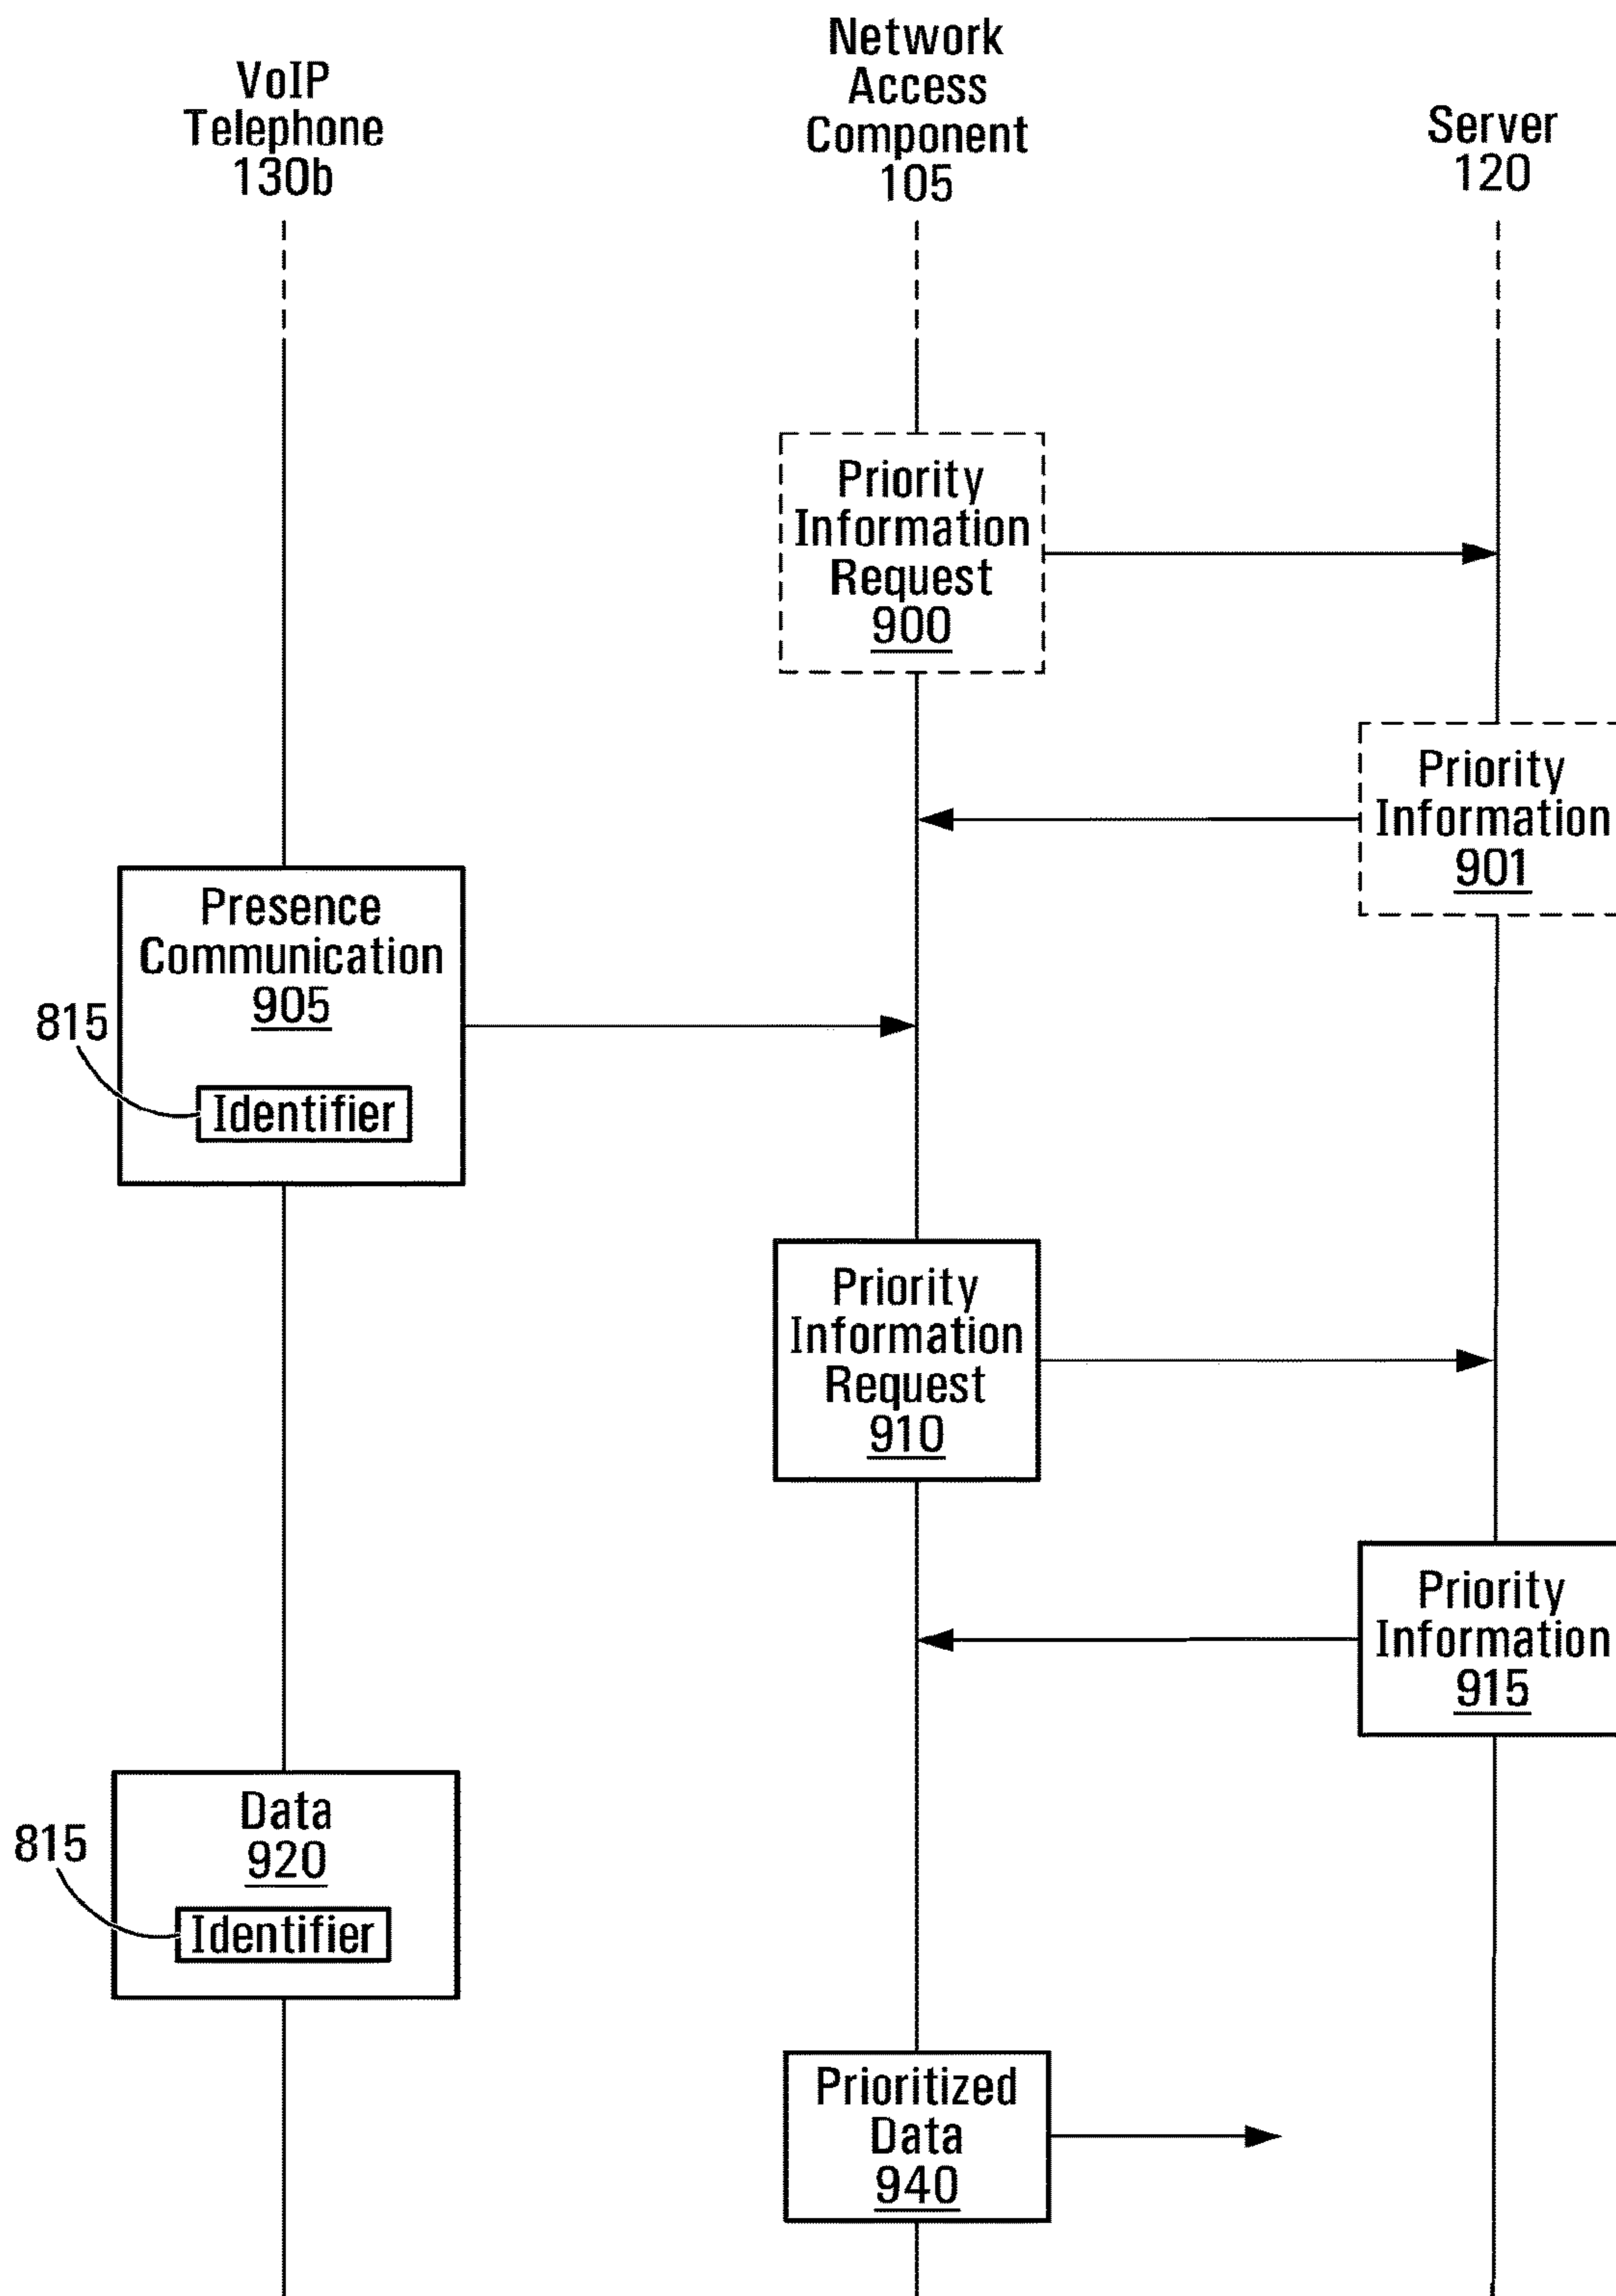 VoIP
Telephone
130b
Network
Access
Component
105
Server
120
Priority
Information
Request
900
Priority
Information
901
Presence
Communication
905
815
Identifier
Priority
Information
Request
910
Priority
Information
915
Data
920
815
Identifier
Prioritized
Data
940